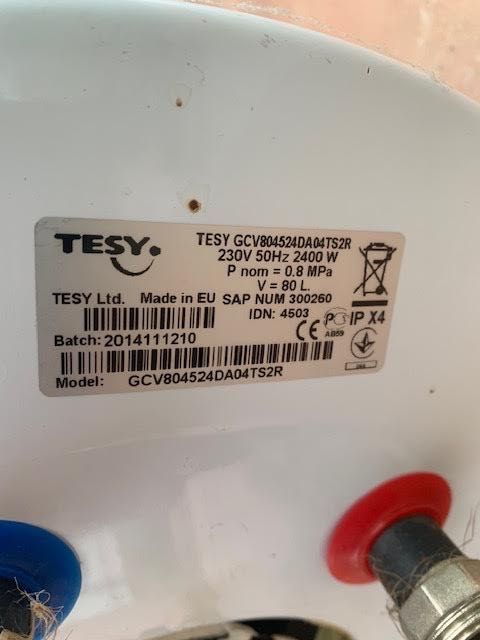 TESY
TESY GCV804524DA04TS2R
230V 50Hz 2400 W
P nom = 0.8 MPa
V = 80 L.
TESY Ltd. Made in EU SAP NUM 300260
IDN: 4503
CE
IP X4
АВ59
Batch: 2014111210
Model: GCV804524DA04TS2R